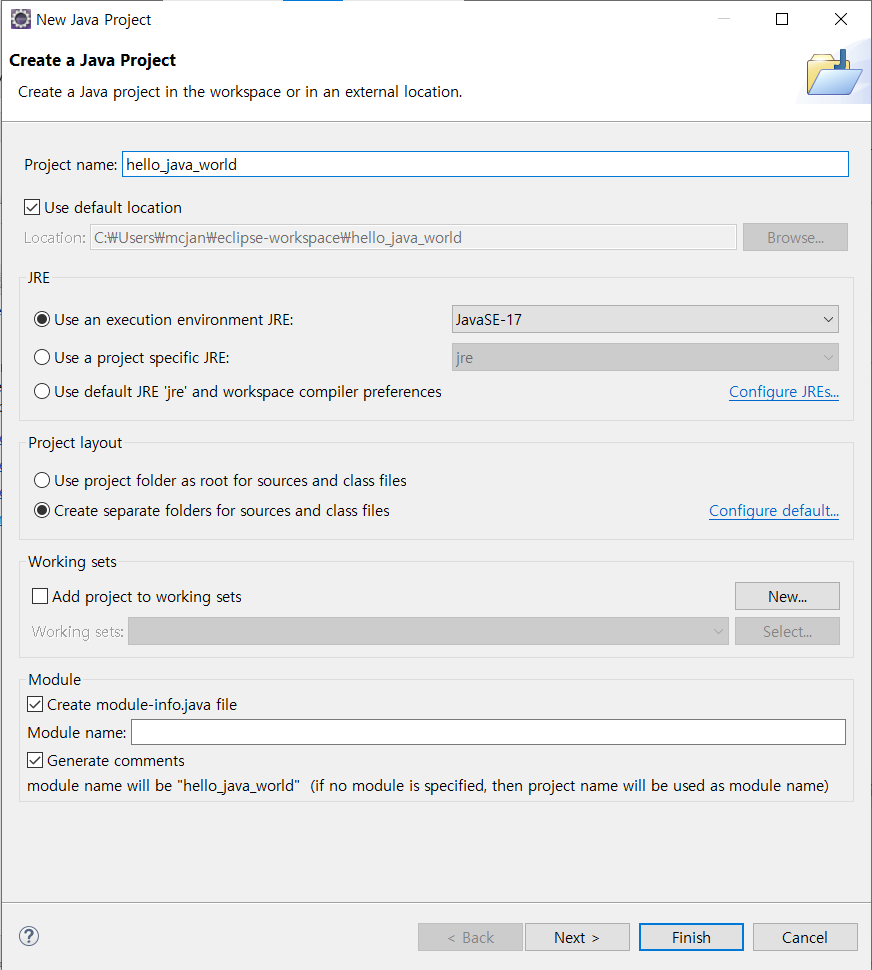 New Java Project
Create a Java Project
Create a Java project in the workspace or in an external location.
Project name: hello_java_world
Use default location
Location: C:₩Users₩mcjan₩eclipse-workspace₩hello_java_world Browse...
JRE
Use an execution environment JRE: JavaSE-17
Use a project specific JRE: jre
Use default JRE 'jre' and workspace compiler preferences Configure JREs...
Project layout
Use project folder as root for sources and class files
Create separate folders for sources and class files Configure default...
Working sets
Add project to working sets New...
Working sets: Select...
Module
Create module-info.java file
Module name:
Generate comments
module name will be "hello_java_world" (if no module is specified, then project name will be used as module name)
? < Back Next > Finish Cancel